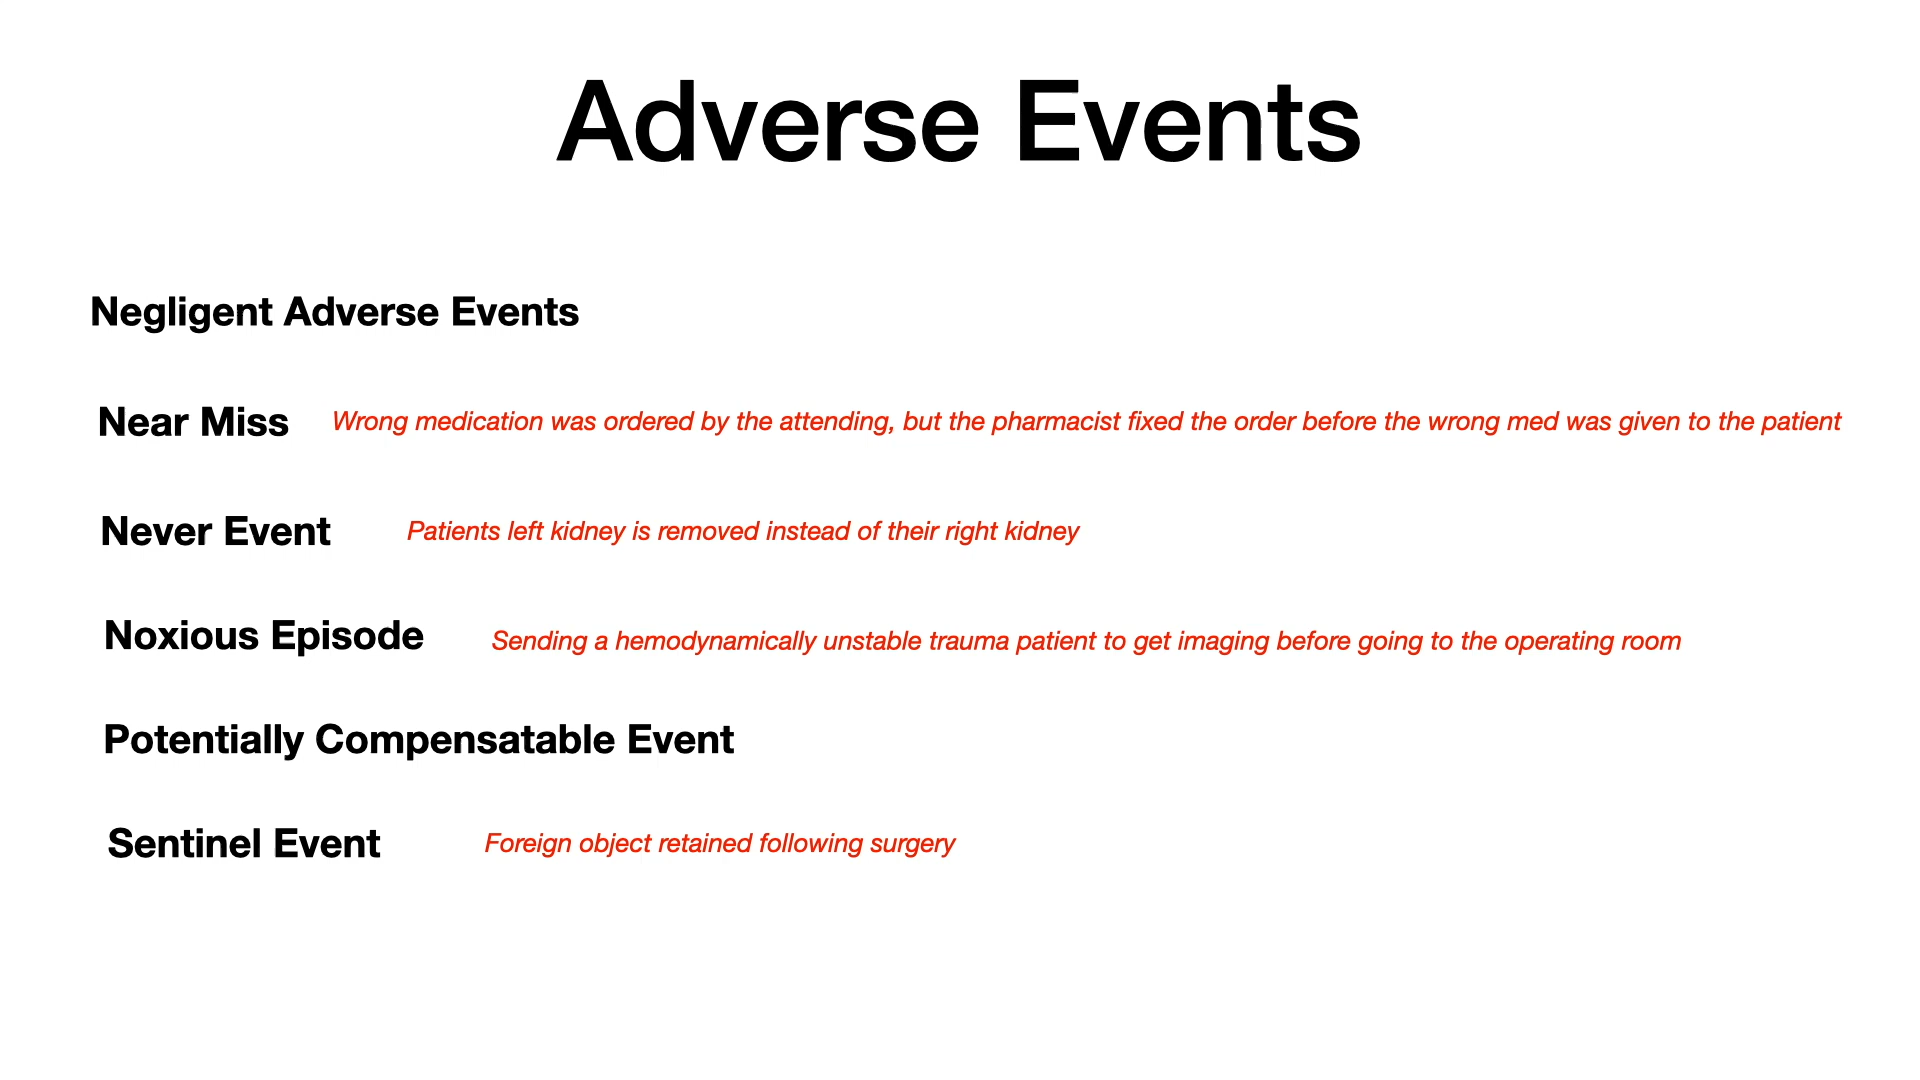 Adverse Events
Negligent Adverse Events
Near Miss Wrong medication was ordered by the attending, but the pharmacist fixed the order before the wrong med was given to the patient
Never Event Patients left kidney is removed instead of their right kidney
Noxious Episode Sending a hemodynamically unstable trauma patient to get imaging before going to the operating room
Potentially Compensatable Event
Sentinel Event Foreign object retained following surgery